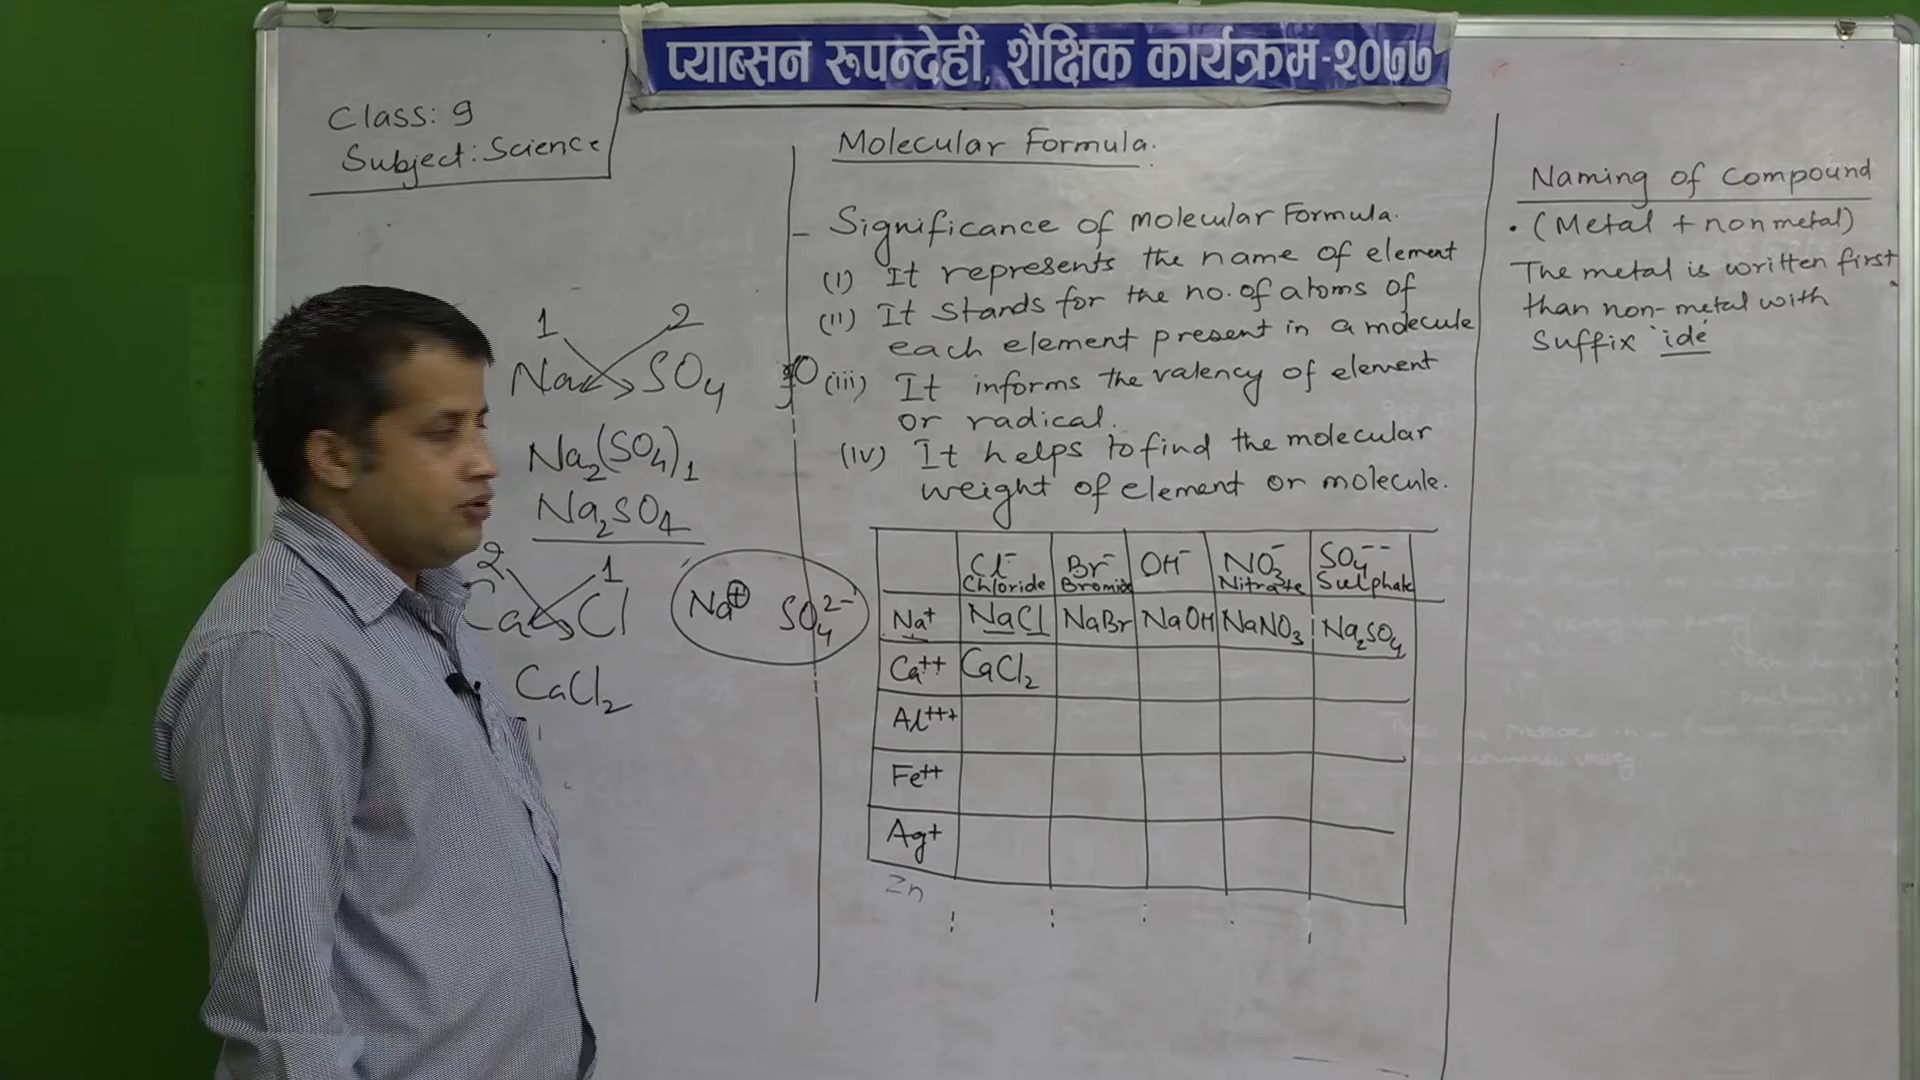 प्याब्सन रूपन्देही, शैक्षिक कार्यक्रम-२०७७
Class: 9
Subject: Science
1 2
Na SO4
Na2(SO4)1
Na2SO4
2 1
Ca Cl
CaCl2
Na+ SO4 2-
Molecular Formula.
- Significance of molecular Formula.
(i) It represents the name of element
(ii) It stands for the no. of atoms of
each element present in a molecule
(iii) It informs the valency of element
or radical.
(iv) It helps to find the molecular
weight of element or molecule.
Cl- Br- OH- NO3- SO4--
Chloride Bromide Nitrate Sulphate
Na+ NaCl NaBr NaOH NaNO3 Na2SO4
Ca++ CaCl2
Al+++
Fe++
Ag+
Zn
Naming of Compound
• (Metal + nonmetal)
The metal is written first
than non-metal with
Suffix 'ide'